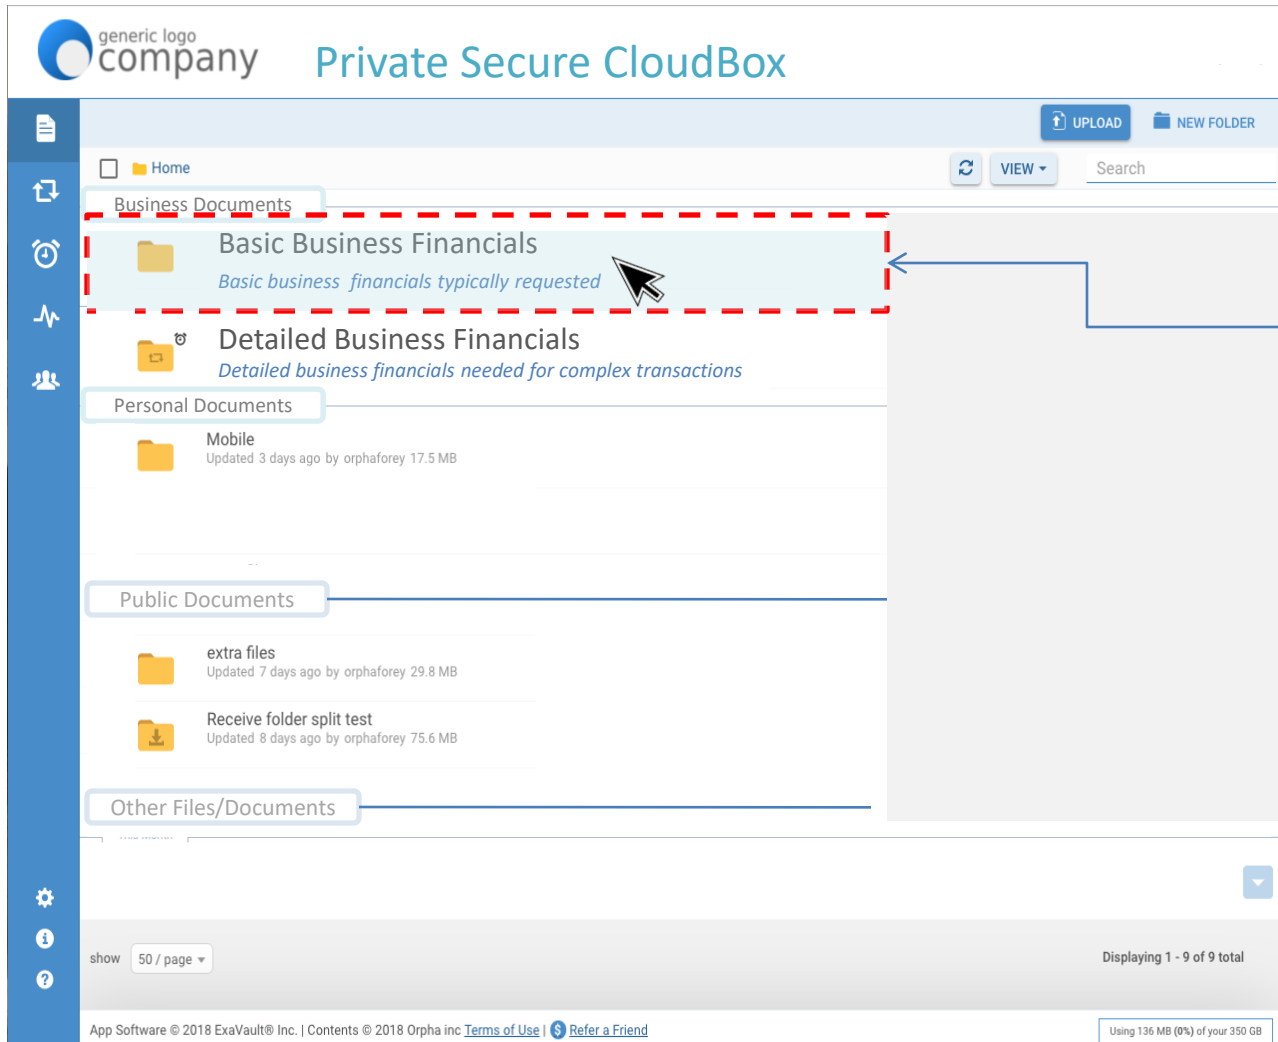 generic logo
company
Private Secure CloudBox
UPLOAD
NEW FOLDER
Home
VIEW
Search
Business Documents
Basic Business Financials
Basic business financials typically requested
Detailed Business Financials
Detailed business financials needed for complex transactions
Personal Documents
Mobile
Updated 3 days ago by orphaforey 17.5 MB
Public Documents
extra files
Updated 7 days ago by orphaforey 29.8 MB
Receive folder split test
Updated 8 days ago by orphaforey 75.6 MB
Other Files/Documents
show 50 / page
Displaying 1 - 9 of 9 total
App Software © 2018 ExaVault® Inc. | Contents © 2018 Orpha inc Terms of Use | $ Refer a Friend
Using 136 MB (0%) of your 350 GB